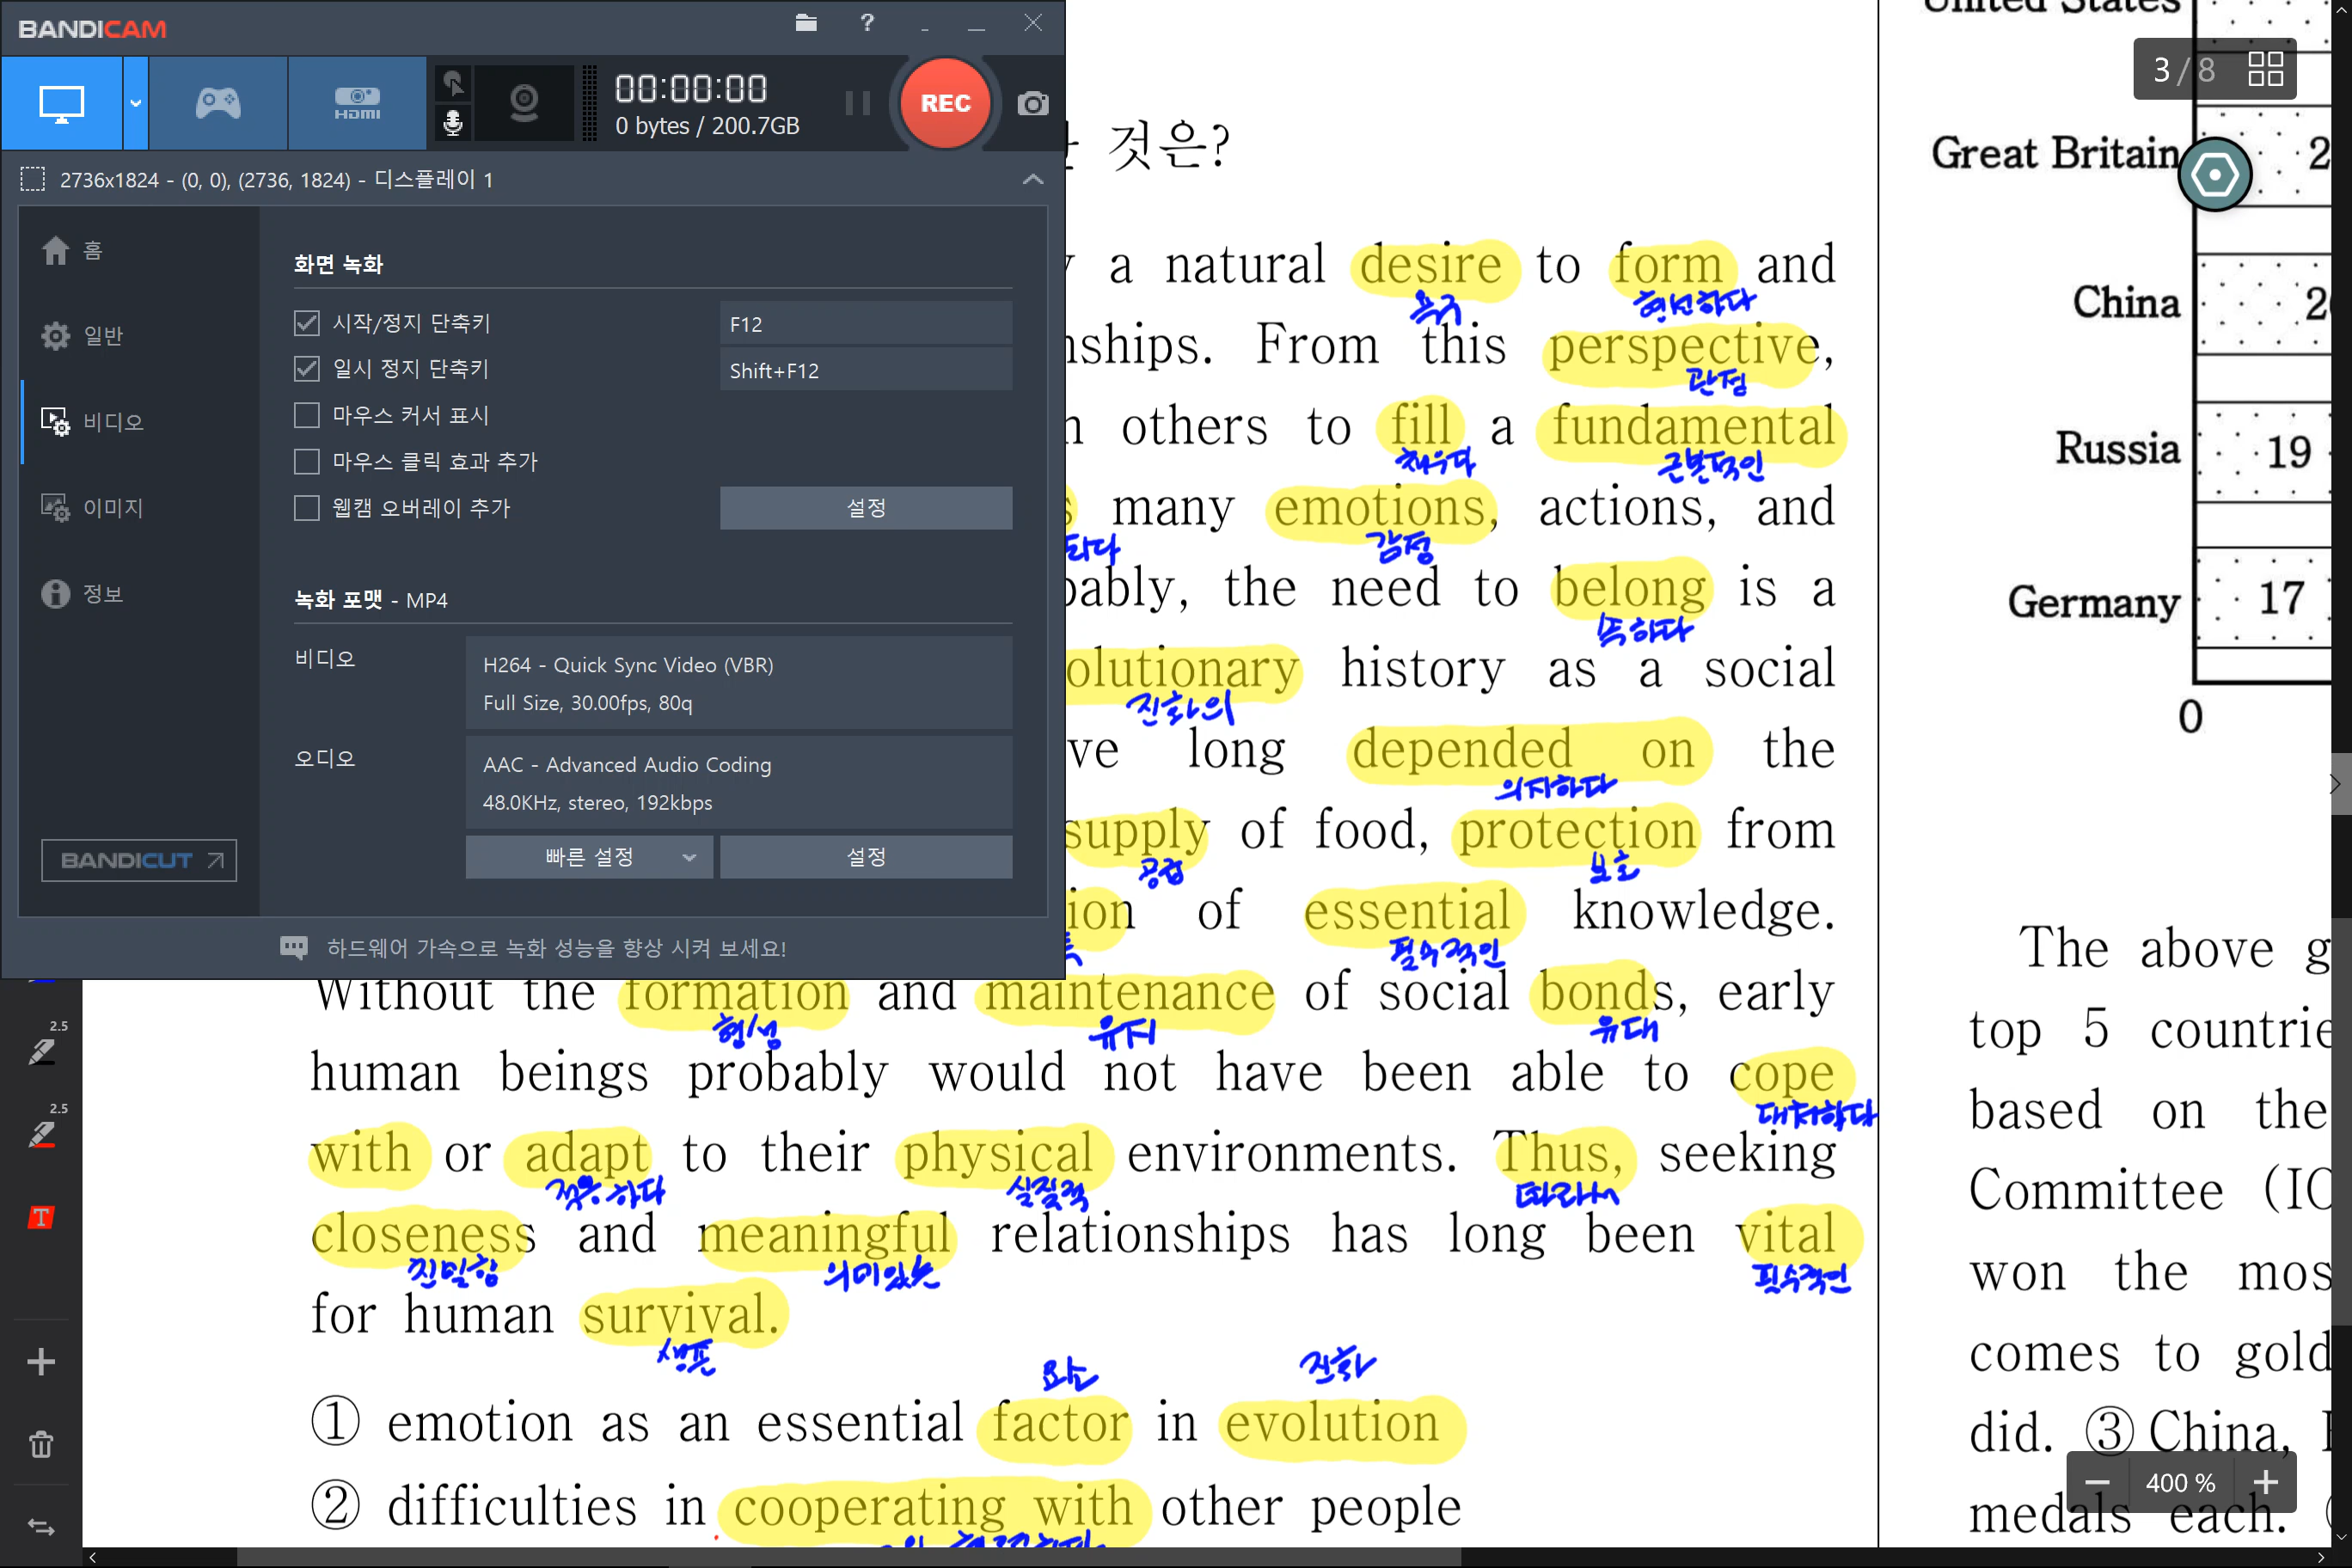 BANDICAM
?
HDMI
00:00:00
0 bytes / 200.7GB
REC
2736x1824 - (0, 0), (2736, 1824) - 디스플레이 1
홈
일반
비디오
이미지
정보
BANDICUT
화면 녹화
시작/정지 단축키 F12
일시 정지 단축키 Shift+F12
마우스 커서 표시
마우스 클릭 효과 추가
웹캠 오버레이 추가 설정
녹화 포맷 - MP4
비디오
H264 - Quick Sync Video (VBR)
Full Size, 30.00fps, 80q
오디오
AAC - Advanced Audio Coding
48.0KHz, stereo, 192kbps
빠른 설정 설정
하드웨어 가속으로 녹화 성능을 향상 시켜 보세요!
2.5
2.5
T
것은?
a natural desire to form and
욕구 형성하다
nships. From this perspective,
관점
others to fill a fundamental
채우다 근본적인
many emotions, actions, and
감정
bably, the need to belong is a
속하다
olutionary history as a social
진화의
ve long depended on the
의지하다
supply of food, protection from
공급 보호
ion of essential knowledge.
필수적인
Without the formation and maintenance of social bonds, early
형성 유지 유대
human beings probably would not have been able to cope
대처하다
with or adapt to their physical environments. Thus, seeking
적응하다 실질적 따라서
closeness and meaningful relationships has long been vital
친밀함 의미있는 필수적인
for human survival.
생존
요소 진화
① emotion as an essential factor in evolution
② difficulties in cooperating with other people
United States
3 / 8
Great Britain 2
China 2
Russia 19
Germany 17
0
The above g
top 5 countrie
based on the
Committee (IO
won the mos
comes to gold
did. ③ China,
medals each.
400 %